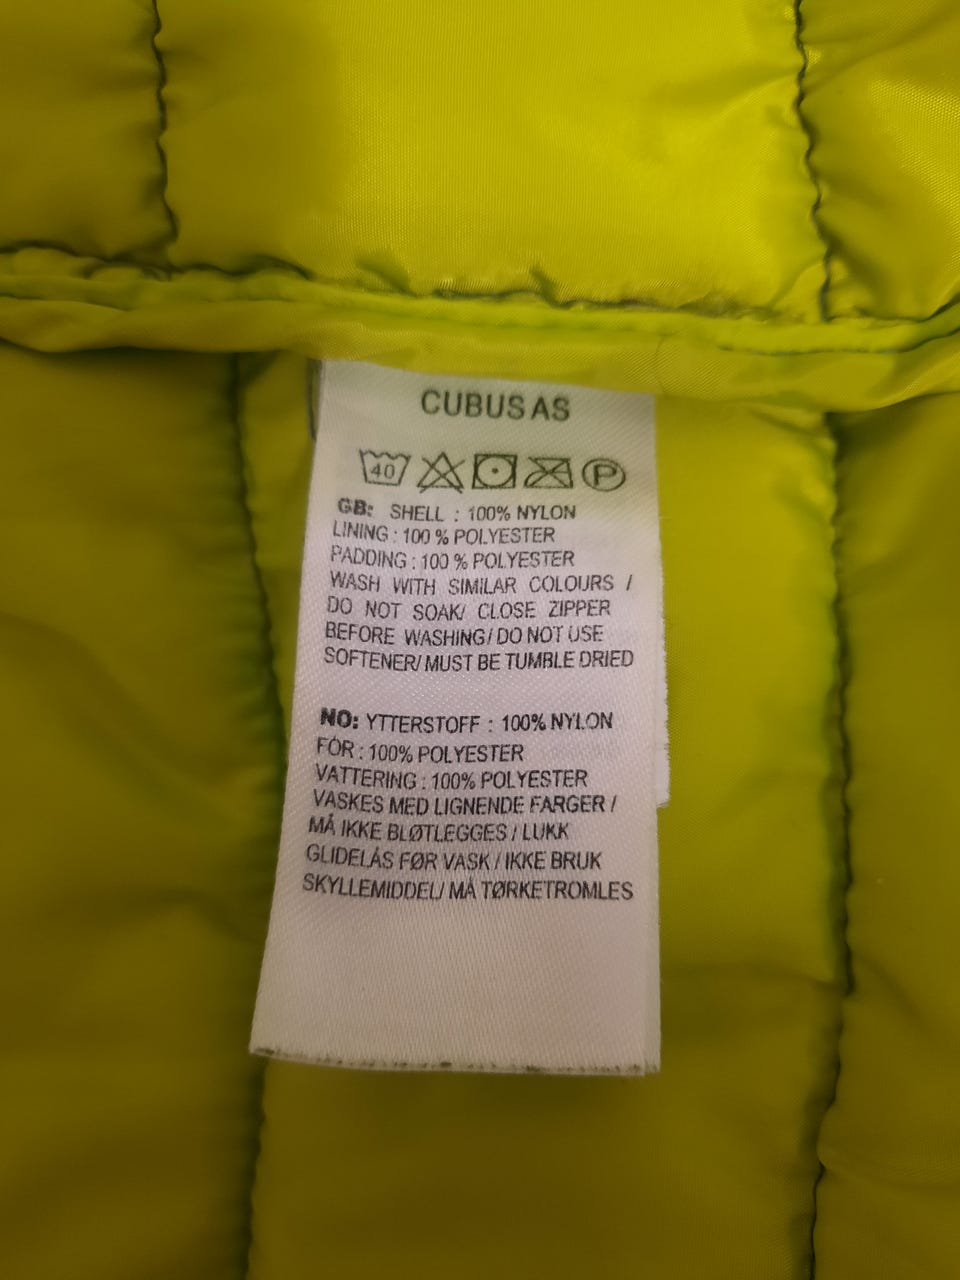 CUBUS AS
40 P
GB: SHELL : 100% NYLON
LINING : 100 % POLYESTER
PADDING : 100 % POLYESTER
WASH WITH SIMILAR COLOURS /
DO NOT SOAK/ CLOSE ZIPPER
BEFORE WASHING/ DO NOT USE
SOFTENER/ MUST BE TUMBLE DRIED
NO: YTTERSTOFF : 100% NYLON
FÓR : 100% POLYESTER
VATTERING : 100% POLYESTER
VASKES MED LIGNENDE FARGER /
MÅ IKKE BLØTLEGGES / LUKK
GLIDELÅS FØR VASK / IKKE BRUK
SKYLLEMIDDEL/ MÅ TØRKETROMLES